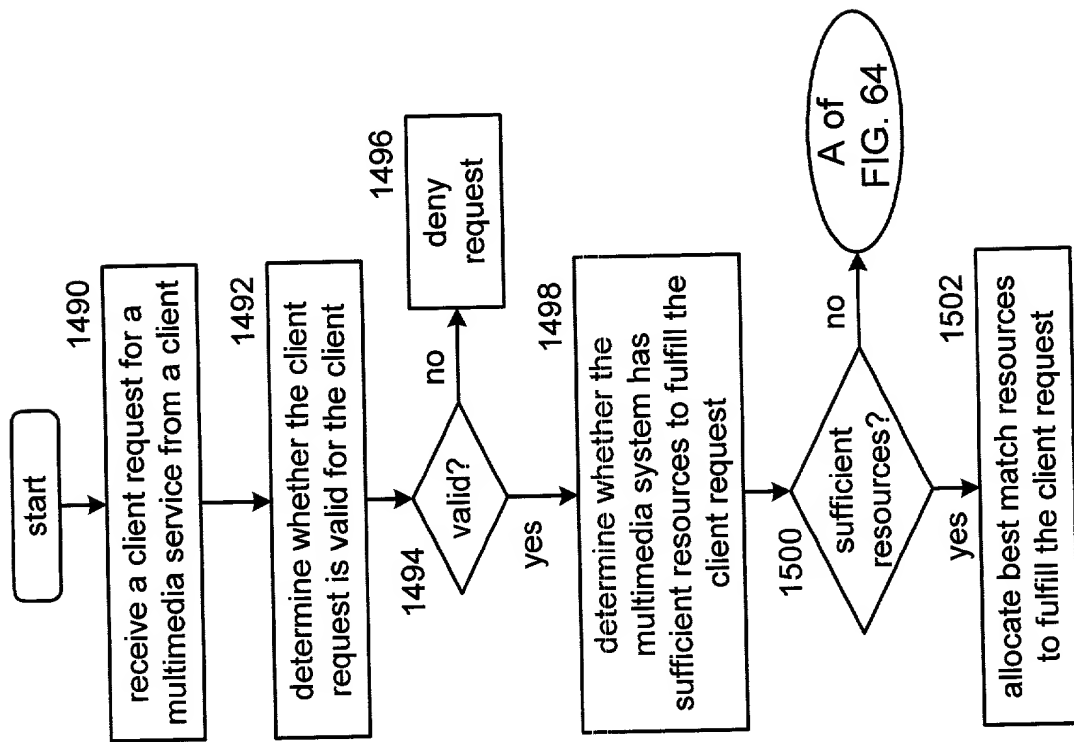 start
1490
receive a client request for a
multimedia service from a client
1492
determine whether the client
request is valid for the client
1494
valid?
no
1496
deny
request
yes
1498
determine whether the
multimedia system has
sufficient resources to fulfill the
client request
1500
sufficient
resources?
no
A of
FIG. 64
yes
1502
allocate best match resources
to fulfill the client request